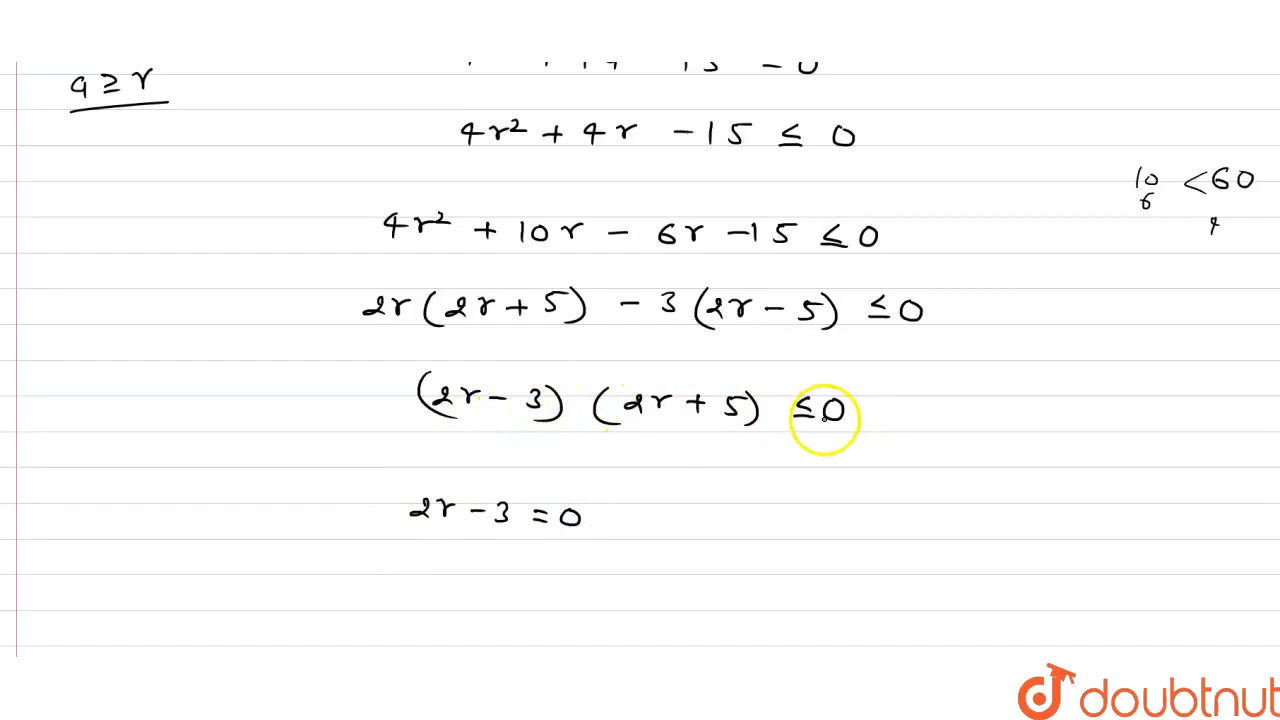 a ≥ r
4r² + 4r - 15 ≤ 0
10 < 60
6
4r² + 10r - 6r - 15 ≤ 0
2r (2r + 5) - 3 (2r - 5) ≤ 0
(2r - 3) (2r + 5) ≤ 0
2r - 3 = 0
doubtnut